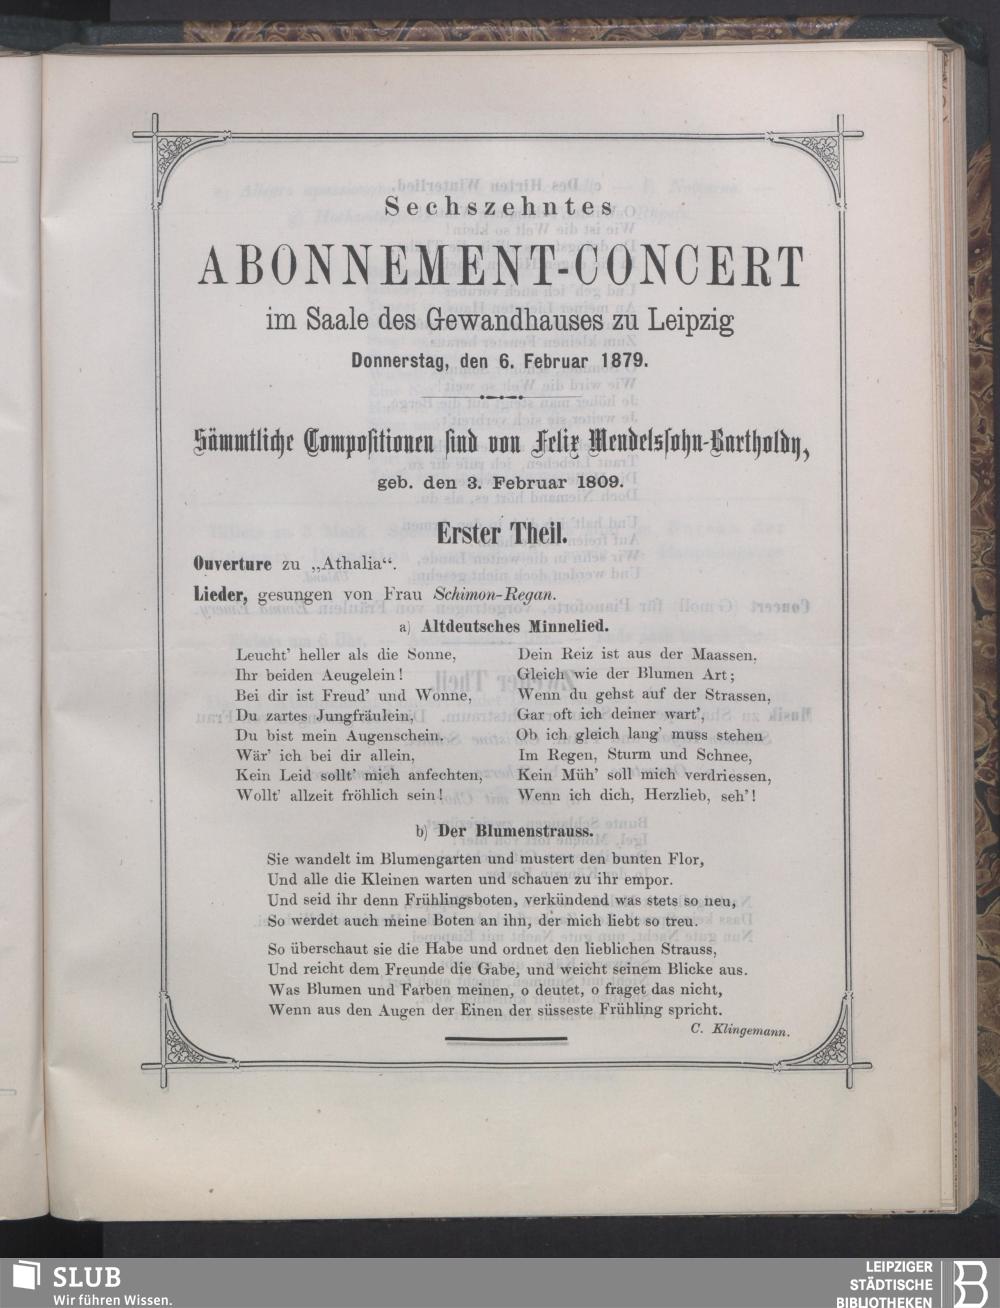 Sechszehntes
ABONNEMENT-CONCERT
im Saale des Gewandhauses zu Leipzig
Donnerstag, den 6. Februar 1879.
Sämmtliche Compositionen sind von Felix Mendelssohn-Bartholdy,
geb. den 3. Februar 1809.
Erster Theil.
Ouverture zu „Athalia“.
Lieder, gesungen von Frau Schimon-Regan.
a) Altdeutsches Minnelied.
Leucht' heller als die Sonne,
Ihr beiden Aeugelein!
Bei dir ist Freud' und Wonne,
Du zartes Jungfräulein,
Du bist mein Augenschein.
Wär' ich bei dir allein,
Kein Leid sollt' mich anfechten,
Wollt' allzeit fröhlich sein!
Dein Reiz ist aus der Maassen,
Gleich wie der Blumen Art;
Wenn du gehst auf der Strassen,
Gar oft ich deiner wart',
Ob ich gleich lang' muss stehen
Im Regen, Sturm und Schnee,
Kein Müh' soll mich verdriessen,
Wenn ich dich, Herzlieb, seh'!
b) Der Blumenstrauss.
Sie wandelt im Blumengarten und mustert den bunten Flor,
Und alle die Kleinen warten und schauen zu ihr empor.
Und seid ihr denn Frühlingsboten, verkündend was stets so neu,
So werdet auch meine Boten an ihn, der mich liebt so treu.
So überschaut sie die Habe und ordnet den lieblichen Strauss,
Und reicht dem Freunde die Gabe, und weicht seinem Blicke aus.
Was Blumen und Farben meinen, o deutet, o fraget das nicht,
Wenn aus den Augen der Einen der süsseste Frühling spricht.
C. Klingemann.
SLUB
Wir führen Wissen.
LEIPZIGER
STÄDTISCHE
BIBLIOTHEKEN